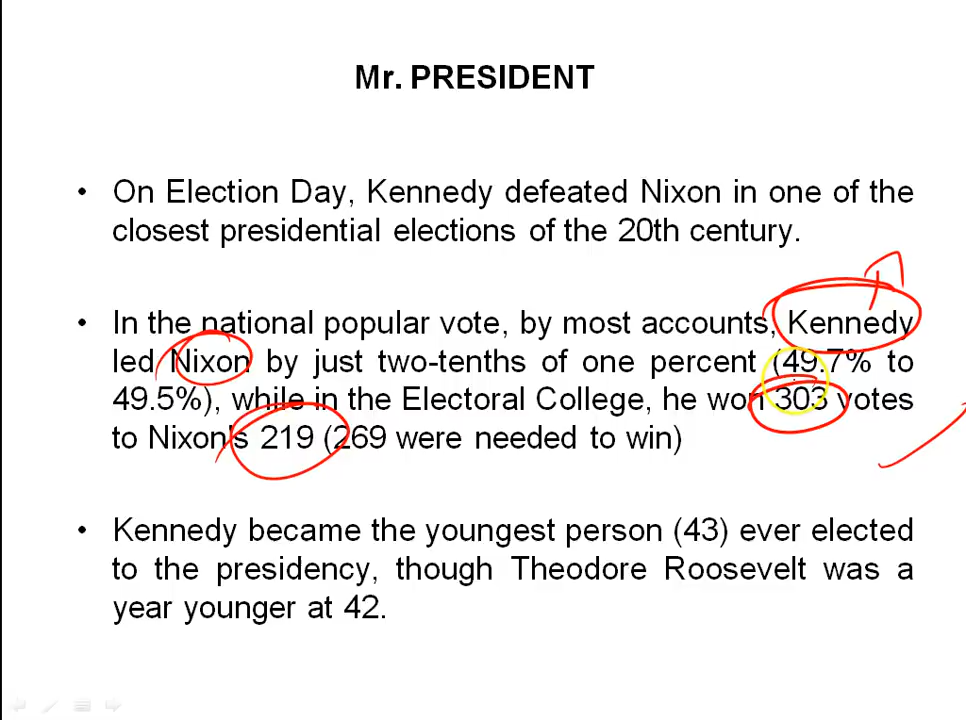 Mr. PRESIDENT
• On Election Day, Kennedy defeated Nixon in one of the
closest presidential elections of the 20th century.
• In the national popular vote, by most accounts, Kennedy
led Nixon by just two-tenths of one percent (49.7% to
49.5%), while in the Electoral College, he won 303 votes
to Nixon's 219 (269 were needed to win)
• Kennedy became the youngest person (43) ever elected
to the presidency, though Theodore Roosevelt was a
year younger at 42.